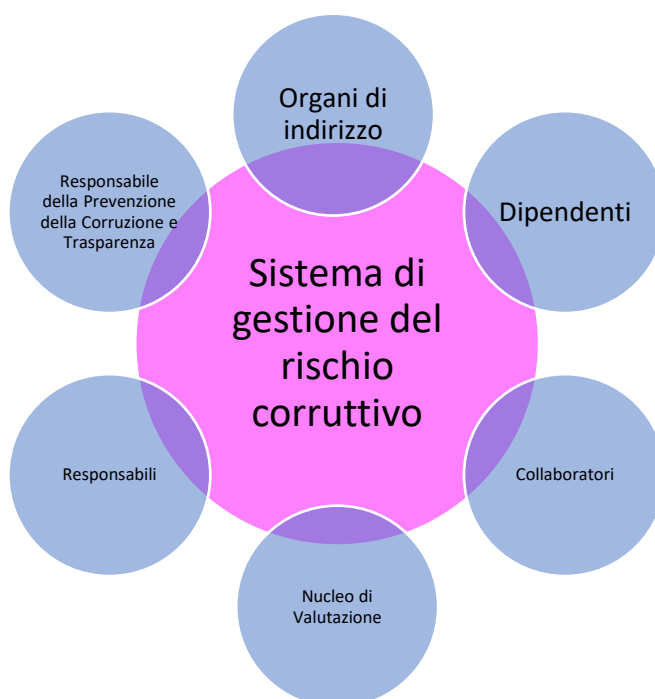 Organi di
indirizzo
Dipendenti
Collaboratori
Nucleo di
Valutazione
Responsabili
Responsabile
della Prevenzione
della Corruzione e
Trasparenza
Sistema di
gestione del
rischio
corruttivo